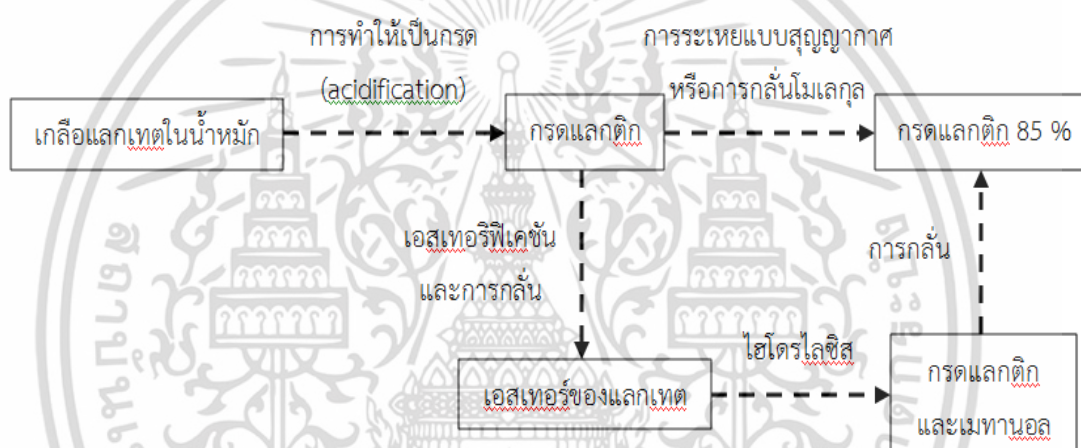 การทำให้เป็นกรด
(acidification)
การระเหยแบบสุญญากาศ
หรือการกลั่นโมเลกุล
เกลือแลกเทตในน้ำหมัก
กรดแลกติก
กรดแลกติก 85 %
เอสเทอริฟิเคชัน
และการกลั่น
การกลั่น
ไฮโดรไลซิส
เอสเทอร์ของแลกเทต
กรดแลกติก
และเมทานอล